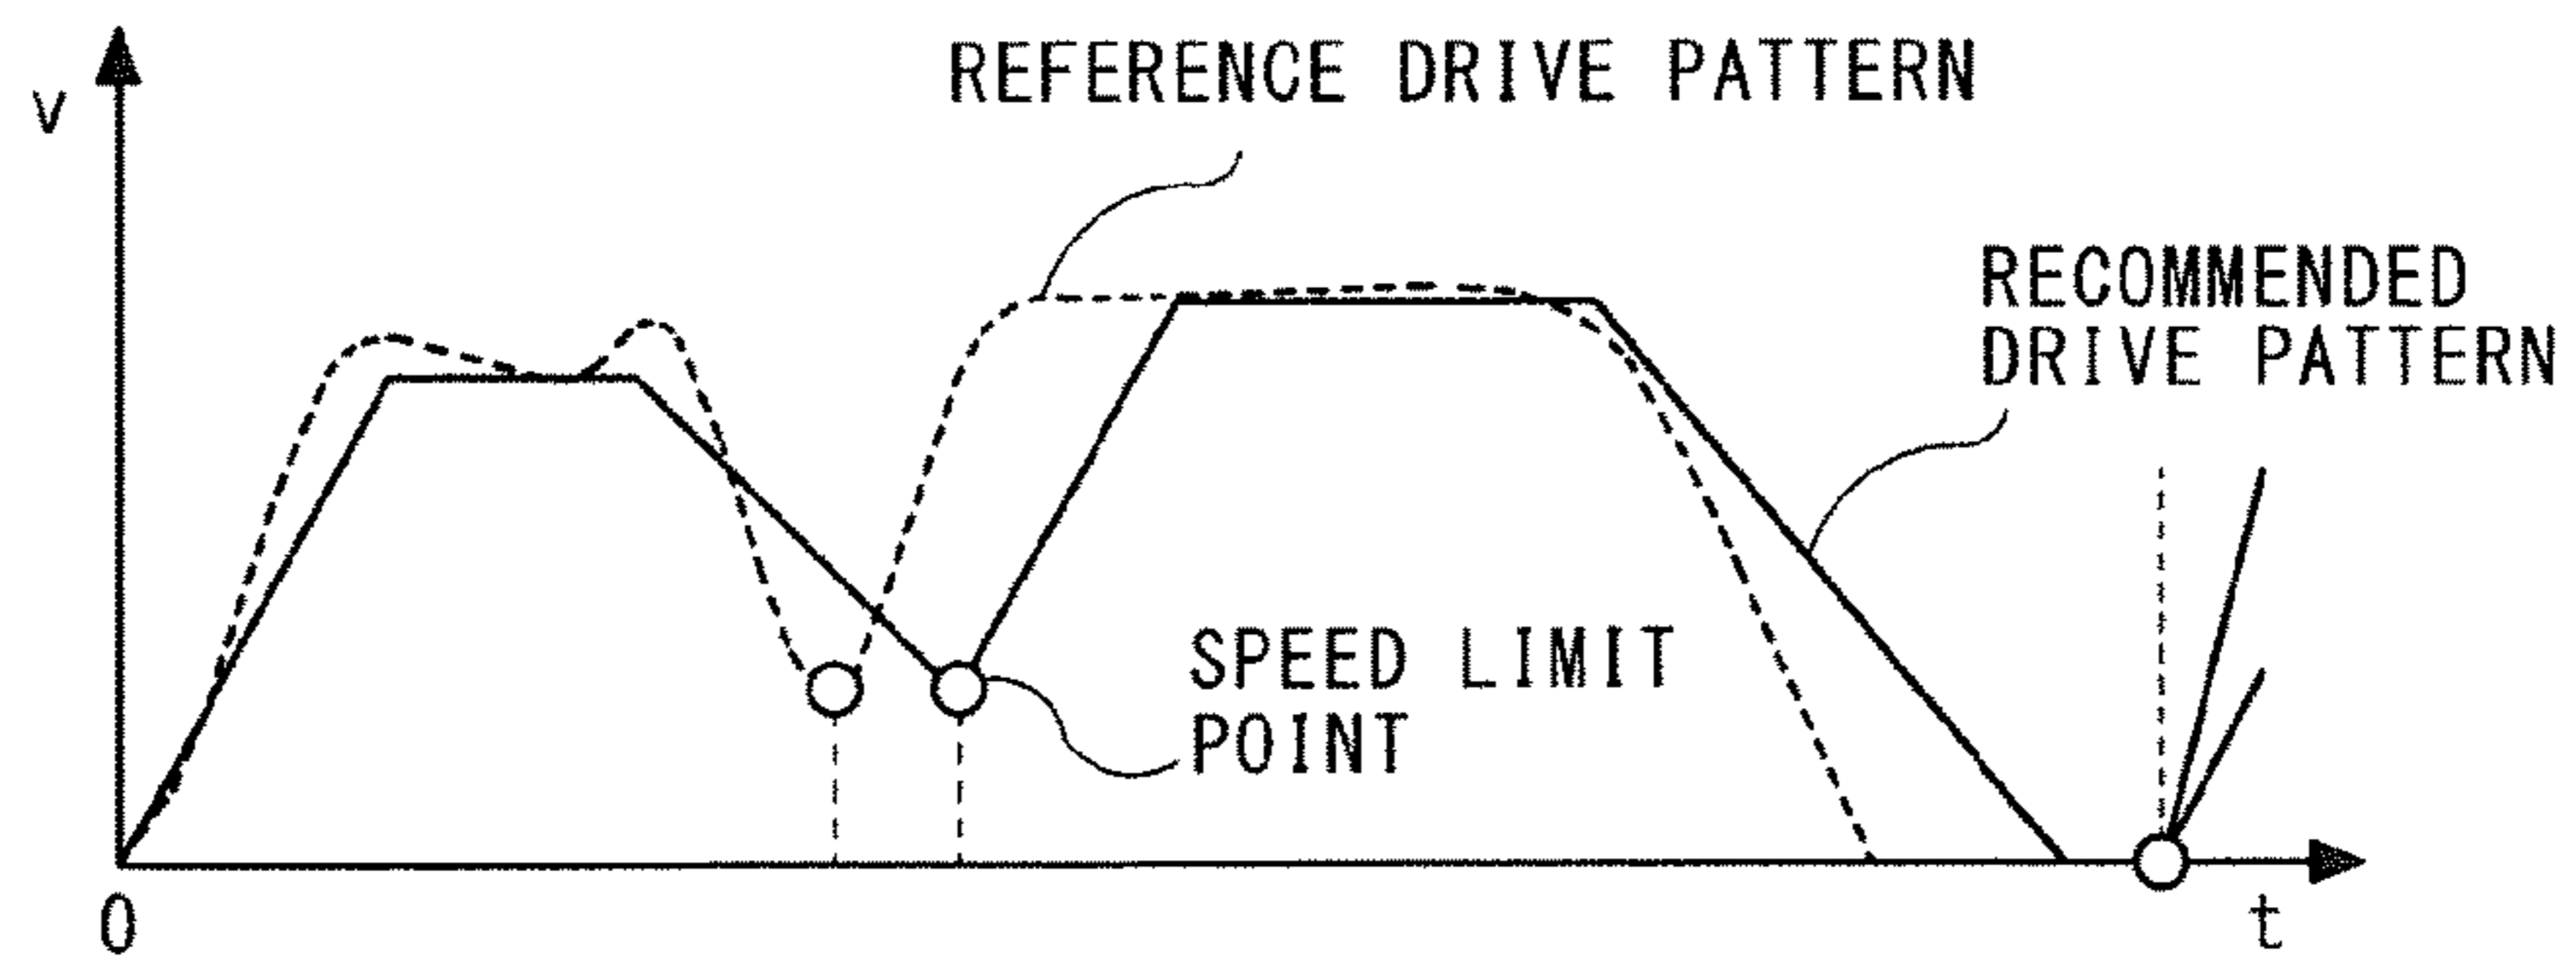 REFERENCE DRIVE PATTERN
v
RECOMMENDED
DRIVE PATTERN
SPEED LIMIT
POINT
0
t